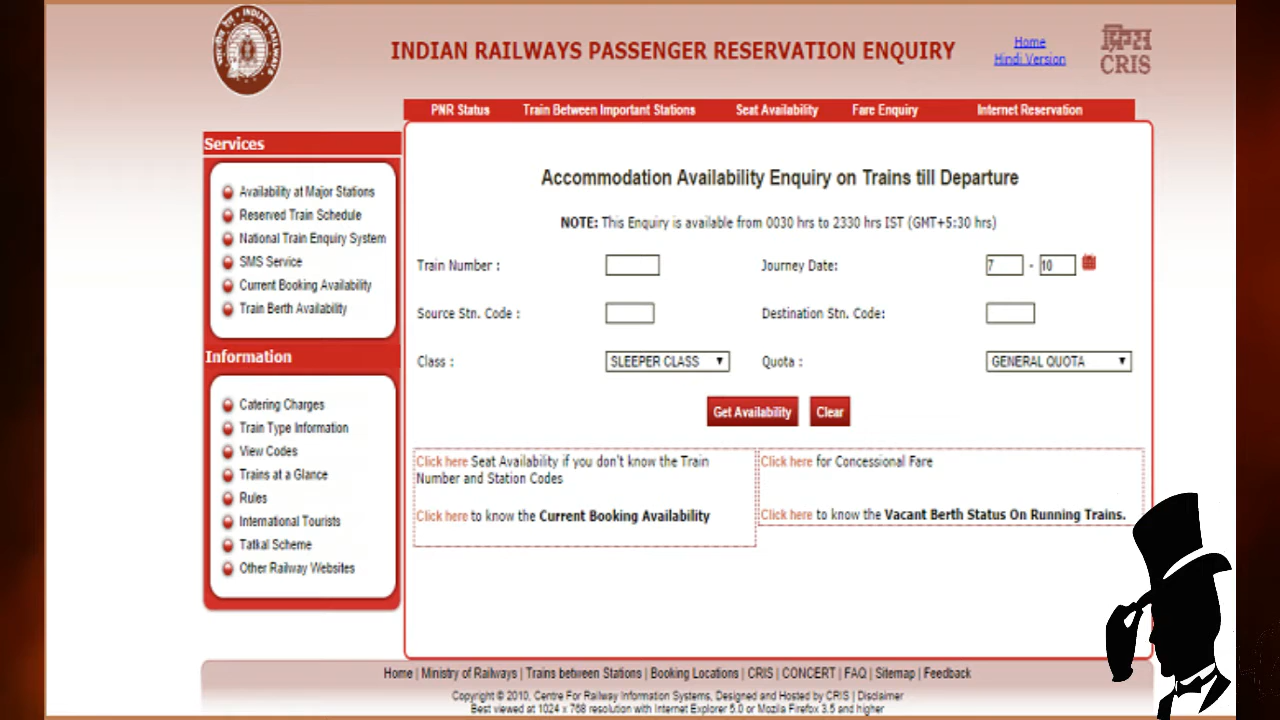 INDIAN RAILWAYS
INDIAN RAILWAYS PASSENGER RESERVATION ENQUIRY
Home
Hindi Version
CRIS
PNR Status Train Between Important Stations Seat Availability Fare Enquiry Internet Reservation
Services
Availability at Major Stations
Reserved Train Schedule
National Train Enquiry System
SMS Service
Current Booking Availability
Train Berth Availability
Information
Catering Charges
Train Type Information
View Codes
Trains at a Glance
Rules
International Tourists
Tatkal Scheme
Other Railway Websites
Accommodation Availability Enquiry on Trains till Departure
NOTE: This Enquiry is available from 0030 hrs to 2330 hrs IST (GMT+5:30 hrs)
Train Number : Journey Date: 7 - 10
Source Stn. Code : Destination Stn. Code:
Class : SLEEPER CLASS Quota : GENERAL QUOTA
Get Availability Clear
Click here Seat Availability if you don't know the Train
Number and Station Codes
Click here to know the Current Booking Availability
Click here for Concessional Fare
Click here to know the Vacant Berth Status On Running Trains.
Home | Ministry of Railways | Trains between Stations | Booking Locations | CRIS | CONCERT | FAQ | Sitemap | Feedback
Copyright © 2010, Centre For Railway Information Systems, Designed and Hosted by CRIS | Disclaimer
Best viewed at 1024 x 768 resolution with Internet Explorer 5.0 or Mozila Firefox 3.5 and higher